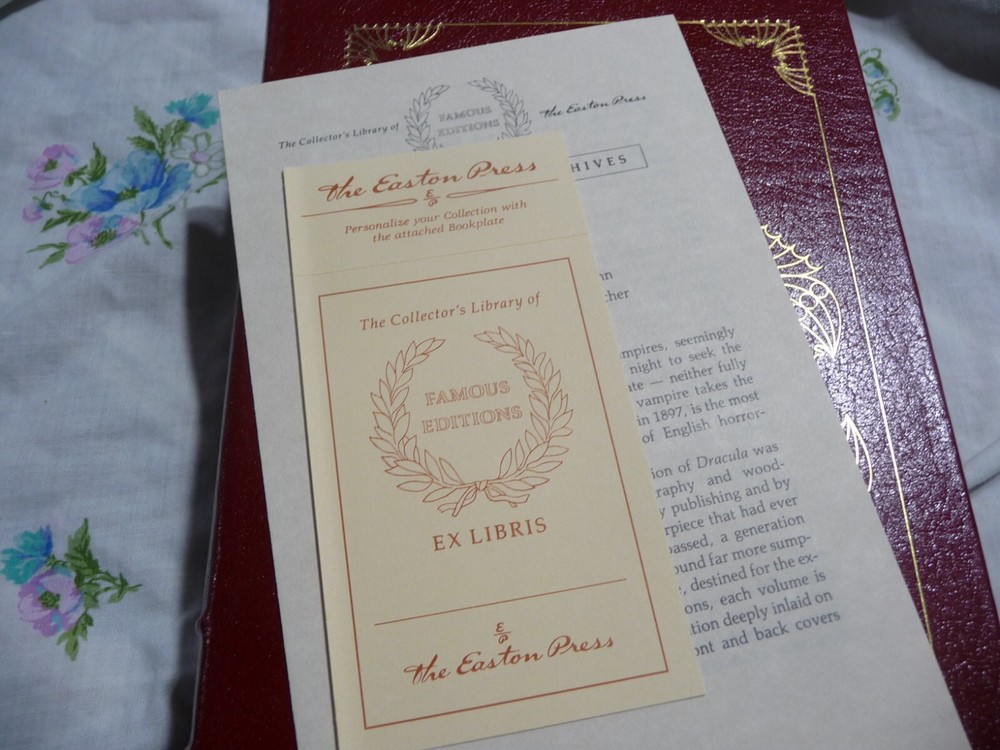 The Collector's Library of
FAMOUS
EDITIONS
The Easton Press
HIVES
The Easton Press
Personalize your Collection with
the attached Bookplate
The Collector's Library of
FAMOUS
EDITIONS
EX LIBRIS
The Easton Press
nn
cher
mpires, seemingly
night to seek the
ate — neither fully
vampire takes the
in 1897, is the most
of English horror-
ion of Dracula was
raphy and wood-
y publishing and by
rpiece that had ever
passed, a generation
ound far more sump-
, destined for the ex-
ons, each volume is
tion deeply inlaid on
ont and back covers